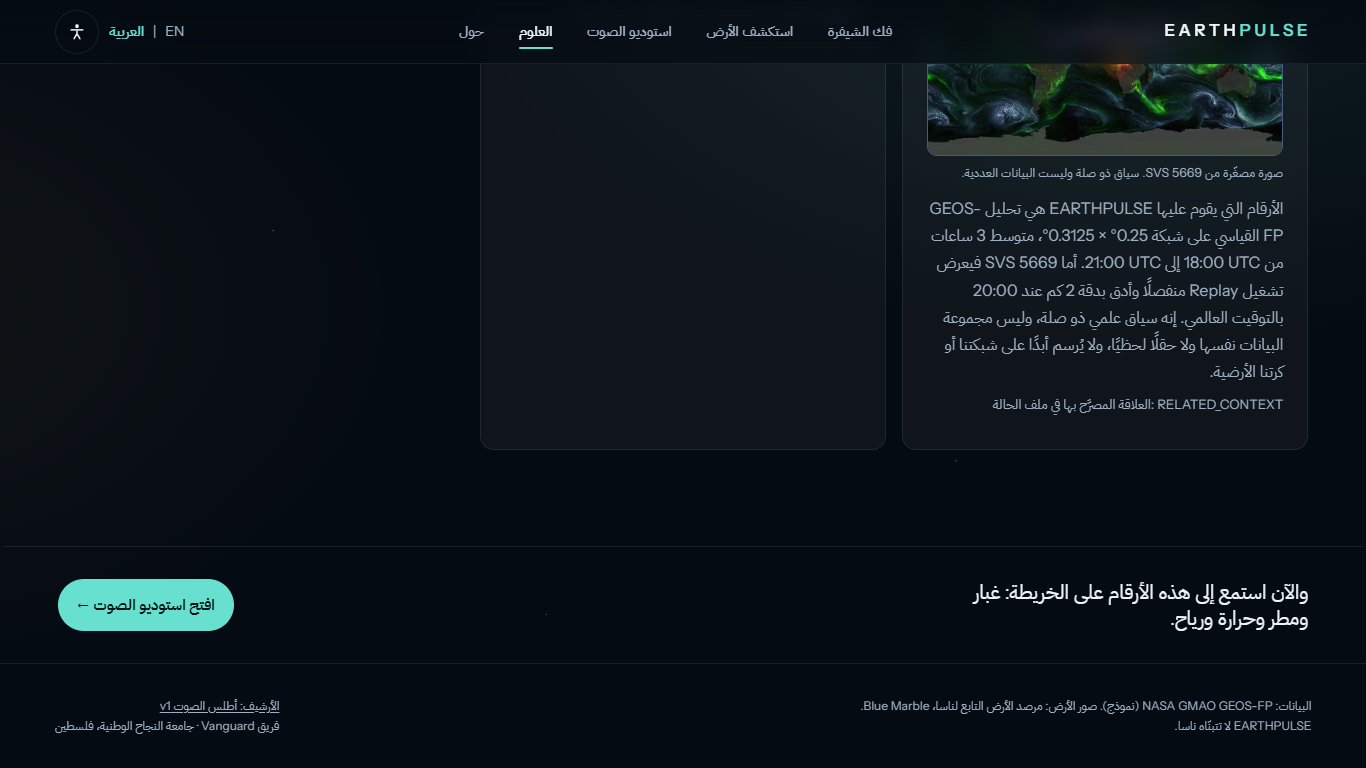 EARTHPULSE
فك الشيفرة
استكشف الأرض
استوديو الصوت
العلوم
حول
EN | العربية
صورة مصغّرة من SVS 5669. سياق ذو صلة وليست البيانات العددية.
الأرقام التي يقوم عليها EARTHPULSE هي تحليل GEOS-
FP القياسي على شبكة 0.25° × 0.3125°، متوسط 3 ساعات
من 18:00 UTC إلى 21:00 UTC. أما SVS 5669 فيعرض
تشغيل Replay منفصلًا وأدق بدقة 2 كم عند 20:00
بالتوقيت العالمي. إنه سياق علمي ذو صلة، وليس مجموعة
البيانات نفسها ولا حقلًا لحظيًا، ولا يُرسم أبدًا على شبكتنا أو
كرتنا الأرضية.
RELATED_CONTEXT :العلاقة المصرَّح بها في ملف الحالة
والآن استمع إلى هذه الأرقام على الخريطة: غبار
ومطر وحرارة ورياح.
افتح استوديو الصوت ←
البيانات: NASA GMAO GEOS-FP (نموذج). صور الأرض: مرصد الأرض التابع لناسا، Blue Marble.
EARTHPULSE لا تتبنّاه ناسا.
الأرشيف: أطلس الصوت v1
فريق Vanguard · جامعة النجاح الوطنية، فلسطين